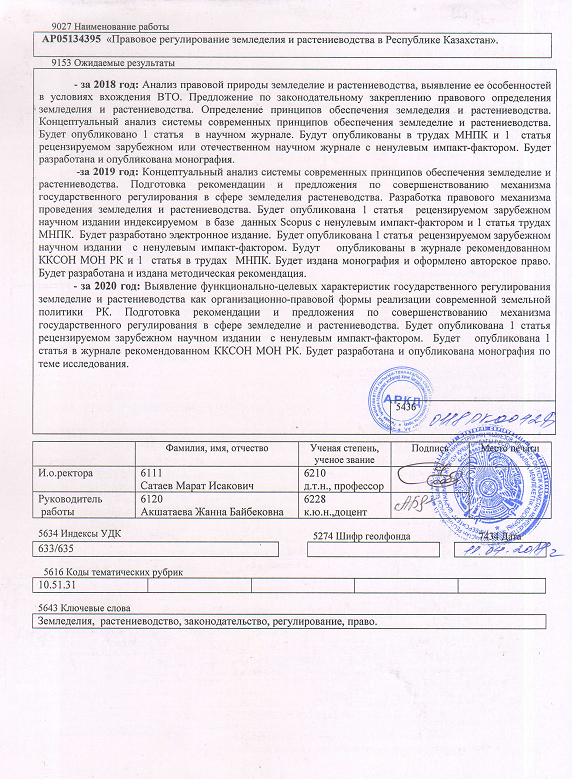 9027 Наименование работы
АР05134395 «Правовое регулирование земледелия и растениеводства в Республике Казахстан».
9153 Ожидаемые результаты
- за 2018 год: Анализ правовой природы земледелие и растениеводства, выявление ее особенностей
в условиях вхождения ВТО. Предложение по законодательному закреплению правового определения
земледелия и растениеводства. Определение принципов обеспечения земледелия и растениеводства.
Концептуальный анализ системы современных принципов обеспечения земледелие и растениеводства.
Будет опубликовано 1 статья в научном журнале. Будут опубликованы в трудах МНПК и 1 статья
рецензируемом зарубежном или отечественном научном журнале с ненулевым импакт-фактором. Будет
разработана и опубликована монография.
-за 2019 год: Концептуальный анализ системы современных принципов обеспечения земледелие и
растениеводства. Подготовка рекомендации и предложения по совершенствованию механизма
государственного регулирования в сфере земледелия растеневодства. Разработка правового механизма
проведения земледелия и растениеводства. Будет опубликована 1 статья рецензируемом зарубежном
научном издании индексируемом в базе данных Scopus с ненулевым импакт-фактором и 1 статья трудах
МНПК. Будет разработано электронное издание. Будет опубликована 1 статья рецензируемом зарубежном
научном издании с ненулевым импакт-фактором. Будут опубликованы в журнале рекомендованном
ККСОН МОН РК и 1 статья в трудах МНПК. Будет издана монография и оформлено авторское право.
Будет разработана и издана методическая рекомендация.
- за 2020 год: Выявление функционально-целевых характеристик государственного регулирования
земледелие и растениеводства как организационно-правовой формы реализации современной земельной
политики РК. Подготовка рекомендации и предложения по совершенствованию механизма
государственного регулирования в сфере земледелие и растениеводства. Будет опубликована 1 статья
рецензируемом зарубежном научном издании с ненулевым импакт-фактором. Будет опубликована 1
статья в журнале рекомендованном ККСОН МОН РК. Будет разработана и опубликована монография по
теме исследования.
АРКД
5436
0118РК00429
Фамилия, имя, отчество Ученая степень, ученое звание Подпись Место печати
И.о.ректора 6111 6210
Сатаев Марат Исакович д.т.н., профессор
Руководитель 6120 6228
работы Акшатаева Жанна Байбековна к.ю.н.,доцент
5634 Индексы УДК 5274 Шифр геолфонда 7434 Дата
633/635 11.04.2018 г
5616 Коды тематических рубрик
10.51.31
5643 Ключевые слова
Земледелия, растениеводство, законодательство, регулирование, право.